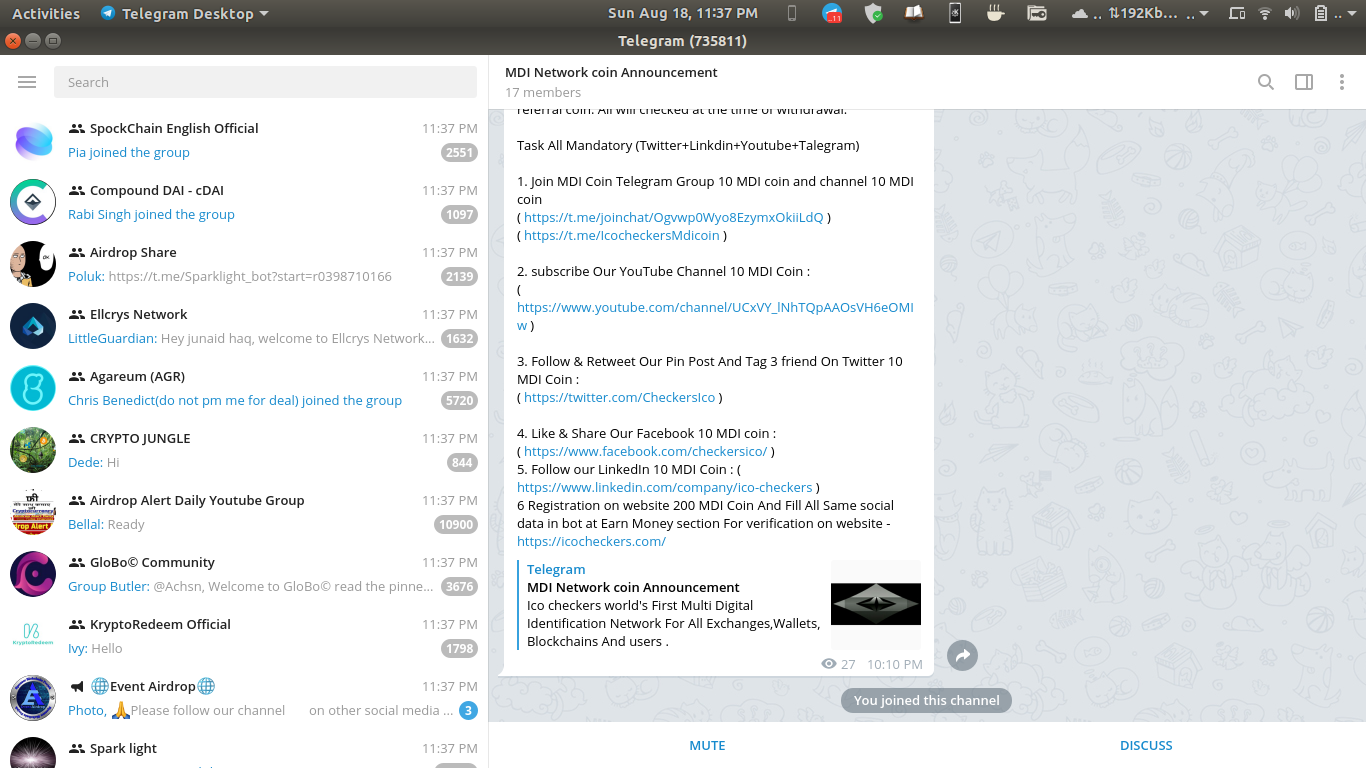 Activities
Telegram Desktop
Sun Aug 18, 11:37 PM
11
..
192Kb...
..
..
Telegram (735811)
Search
SpockChain English Official
11:37 PM
Pia joined the group
2551
Compound DAI - cDAI
11:37 PM
Rabi Singh joined the group
1097
Airdrop Share
11:37 PM
Poluk: https://t.me/Sparklight_bot?start=r0398710166
2139
Ellcrys Network
11:37 PM
LittleGuardian: Hey junaid haq, welcome to Ellcrys Network...
1632
Agareum (AGR)
11:37 PM
Chris Benedict(do not pm me for deal) joined the group
5720
CRYPTO JUNGLE
11:37 PM
Dede: Hi
844
Airdrop Alert Daily Youtube Group
11:37 PM
Bellal: Ready
10900
GloBo© Community
11:37 PM
Group Butler: @Achsn, Welcome to GloBo© read the pinne...
3676
KryptoRedeem
KryptoRedeem Official
11:37 PM
Ivy: Hello
1798
🌐Event Airdrop🌐
11:37 PM
Photo, 🙏Please follow our channel on other social media ...
3
Spark light
11:37 PM
MDI Network coin Announcement
17 members
referral coin. All will checked at the time of withdrawal.
Task All Mandatory (Twitter+Linkdin+Youtube+Talegram)
1. Join MDI Coin Telegram Group 10 MDI coin and channel 10 MDI
coin
( https://t.me/joinchat/Ogvwp0Wyo8EzymxOkiiLdQ )
( https://t.me/IcocheckersMdicoin )
2. subscribe Our YouTube Channel 10 MDI Coin :
(
https://www.youtube.com/channel/UCxVY_lNhTQpAAOsVH6eOMI
w )
3. Follow & Retweet Our Pin Post And Tag 3 friend On Twitter 10
MDI Coin :
( https://twitter.com/CheckersIco )
4. Like & Share Our Facebook 10 MDI coin :
( https://www.facebook.com/checkersico/ )
5. Follow our LinkedIn 10 MDI Coin : (
https://www.linkedin.com/company/ico-checkers )
6 Registration on website 200 MDI Coin And Fill All Same social
data in bot at Earn Money section For verification on website -
https://icocheckers.com/
Telegram
MDI Network coin Announcement
Ico checkers world's First Multi Digital
Identification Network For All Exchanges,Wallets,
Blockchains And users .
27 10:10 PM
You joined this channel
MUTE
DISCUSS